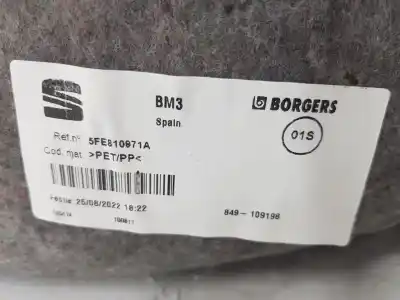 BM3
BORGERS
Spain
01S
Ref.nº 5FE810971A
Cod. mat. >PET/PP<
Fecha: 25/08/2022 18:22
849-109198